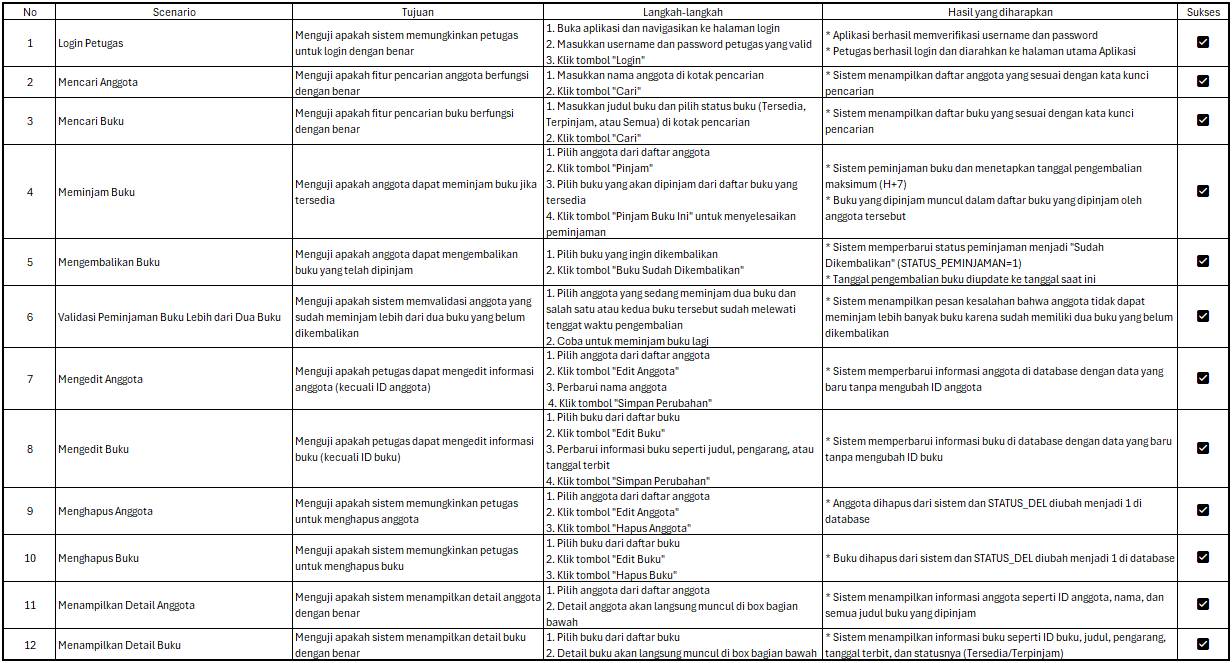 No Scenario Tujuan Langkah-langkah Hasil yang diharapkan Sukses
1
Login Petugas
Menguji apakah sistem memungkinkan petugas
untuk login dengan benar
1. Buka aplikasi dan navigasikan ke halaman login
2. Masukkan username dan password petugas yang valid
3. Klik tombol "Login"
* Aplikasi berhasil memverifikasi username dan password
* Petugas berhasil login dan diarahkan ke halaman utama Aplikasi
2
Mencari Anggota
Menguji apakah fitur pencarian anggota berfungsi
dengan benar
1. Masukkan nama anggota di kotak pencarian
2. Klik tombol "Cari"
* Sistem menampilkan daftar anggota yang sesuai dengan kata kunci
pencarian
3
Mencari Buku
Menguji apakah fitur pencarian buku berfungsi
dengan benar
1. Masukkan judul buku dan pilih status buku (Tersedia,
Terpinjam, atau Semua) di kotak pencarian
2. Klik tombol "Cari"
* Sistem menampilkan daftar buku yang sesuai dengan kata kunci
pencarian
4
Meminjam Buku
Menguji apakah anggota dapat meminjam buku jika
tersedia
1. Pilih anggota dari daftar anggota
2. Klik tombol "Pinjam"
3. Pilih buku yang akan dipinjam dari daftar buku yang
tersedia
4. Klik tombol "Pinjam Buku Ini" untuk menyelesaikan
peminjaman
* Sistem peminjaman buku dan menetapkan tanggal pengembalian
maksimum (H+7)
* Buku yang dipinjam muncul dalam daftar buku yang dipinjam oleh
anggota tersebut
5
Mengembalikan Buku
Menguji apakah anggota dapat mengembalikan
buku yang telah dipinjam
1. Pilih buku yang ingin dikembalikan
2. Klik tombol "Buku Sudah Dikembalikan"
* Sistem memperbarui status peminjaman menjadi "Sudah
Dikembalikan" (STATUS_PEMINJAMAN=1)
* Tanggal pengembalian buku diupdate ke tanggal saat ini
6
Validasi Peminjaman Buku Lebih dari Dua Buku
Menguji apakah sistem memvalidasi anggota yang
sudah meminjam lebih dari dua buku yang belum
dikembalikan
1. Pilih anggota yang sedang meminjam dua buku dan
salah satu atau kedua buku tersebut sudah melewati
tenggat waktu pengembalian
2. Coba untuk meminjam buku lagi
* Sistem menampilkan pesan kesalahan bahwa anggota tidak dapat
meminjam lebih banyak buku karena sudah memiliki dua buku yang belum
dikembalikan
7
Mengedit Anggota
Menguji apakah petugas dapat mengedit informasi
anggota (kecuali ID anggota)
1. Pilih anggota dari daftar anggota
2. Klik tombol "Edit Anggota"
3. Perbarui nama anggota
4. Klik tombol "Simpan Perubahan"
* Sistem memperbarui informasi anggota di database dengan data yang
baru tanpa mengubah ID anggota
8
Mengedit Buku
Menguji apakah petugas dapat mengedit informasi
buku (kecuali ID buku)
1. Pilih buku dari daftar buku
2. Klik tombol "Edit Buku"
3. Perbarui informasi buku seperti judul, pengarang, atau
tanggal terbit
4. Klik tombol "Simpan Perubahan"
* Sistem memperbarui informasi buku di database dengan data yang baru
tanpa mengubah ID buku
9
Menghapus Anggota
Menguji apakah sistem memungkinkan petugas
untuk menghapus anggota
1. Pilih anggota dari daftar anggota
2. Klik tombol "Edit Anggota"
3. Klik tombol "Hapus Anggota"
* Anggota dihapus dari sistem dan STATUS_DEL diubah menjadi 1 di
database
10
Menghapus Buku
Menguji apakah sistem memungkinkan petugas
untuk menghapus buku
1. Pilih buku dari daftar buku
2. Klik tombol "Edit Buku"
3. Klik tombol "Hapus Buku"
* Buku dihapus dari sistem dan STATUS_DEL diubah menjadi 1 di database
11
Menampilkan Detail Anggota
Menguji apakah sistem menampilkan detail anggota
dengan benar
1. Pilih anggota dari daftar anggota
2. Detail anggota akan langsung muncul di box bagian
bawah
* Sistem menampilkan informasi anggota seperti ID anggota, nama, dan
semua judul buku yang dipinjam
12
Menampilkan Detail Buku
Menguji apakah sistem menampilkan detail buku
dengan benar
1. Pilih buku dari daftar buku
2. Detail buku akan langsung muncul di box bagian bawah
* Sistem menampilkan informasi buku seperti ID buku, judul, pengarang,
tanggal terbit, dan statusnya (Tersedia/Terpinjam)